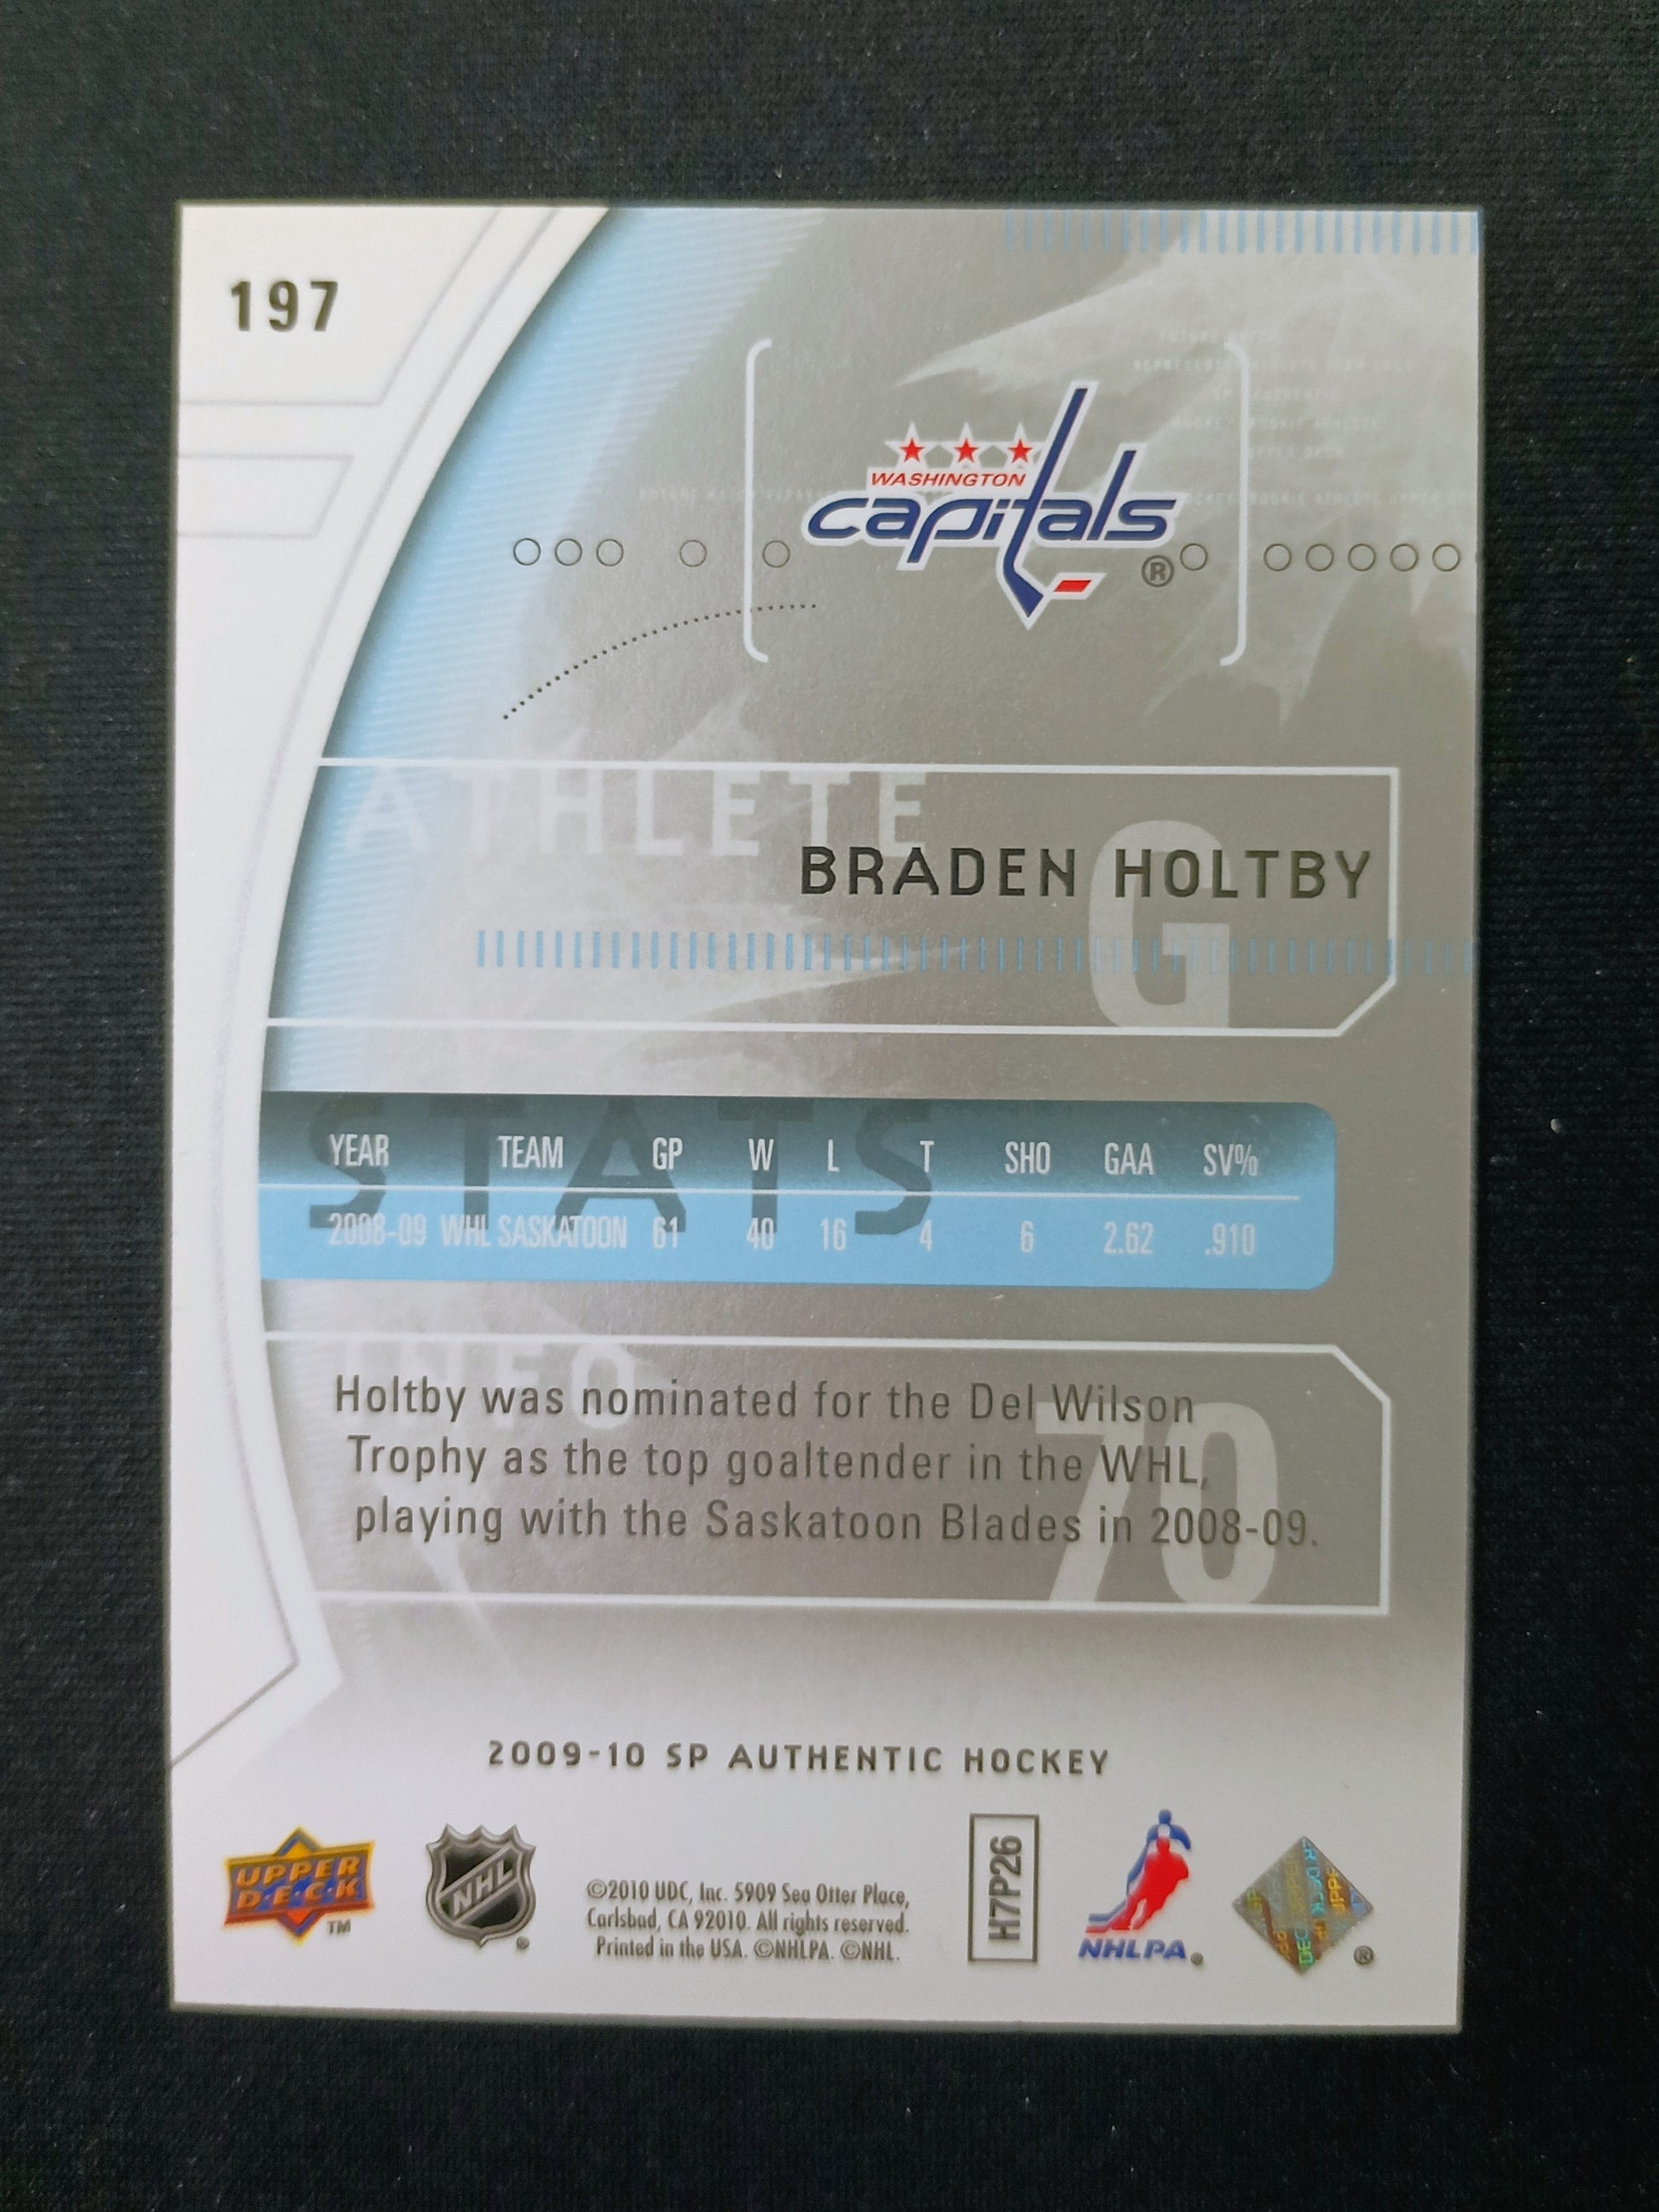 197
WASHINGTON
capitals
®
ATHLETE
BRADEN HOLTBY
G
STATS
YEAR TEAM GP W L T SHO GAA SV%
2008-09 WHL SASKATOON 61 40 16 4 6 2.62 .910
INFO
70
Holtby was nominated for the Del Wilson
Trophy as the top goaltender in the WHL,
playing with the Saskatoon Blades in 2008-09.
2009-10 SP AUTHENTIC HOCKEY
UPPER
D·E·C·K
TM
NHL
®
©2010 UDC, Inc. 5909 Sea Otter Place,
Carlsbad, CA 92010. All rights reserved.
Printed in the USA. ©NHLPA. ©NHL.
H7P26
NHLPA
®